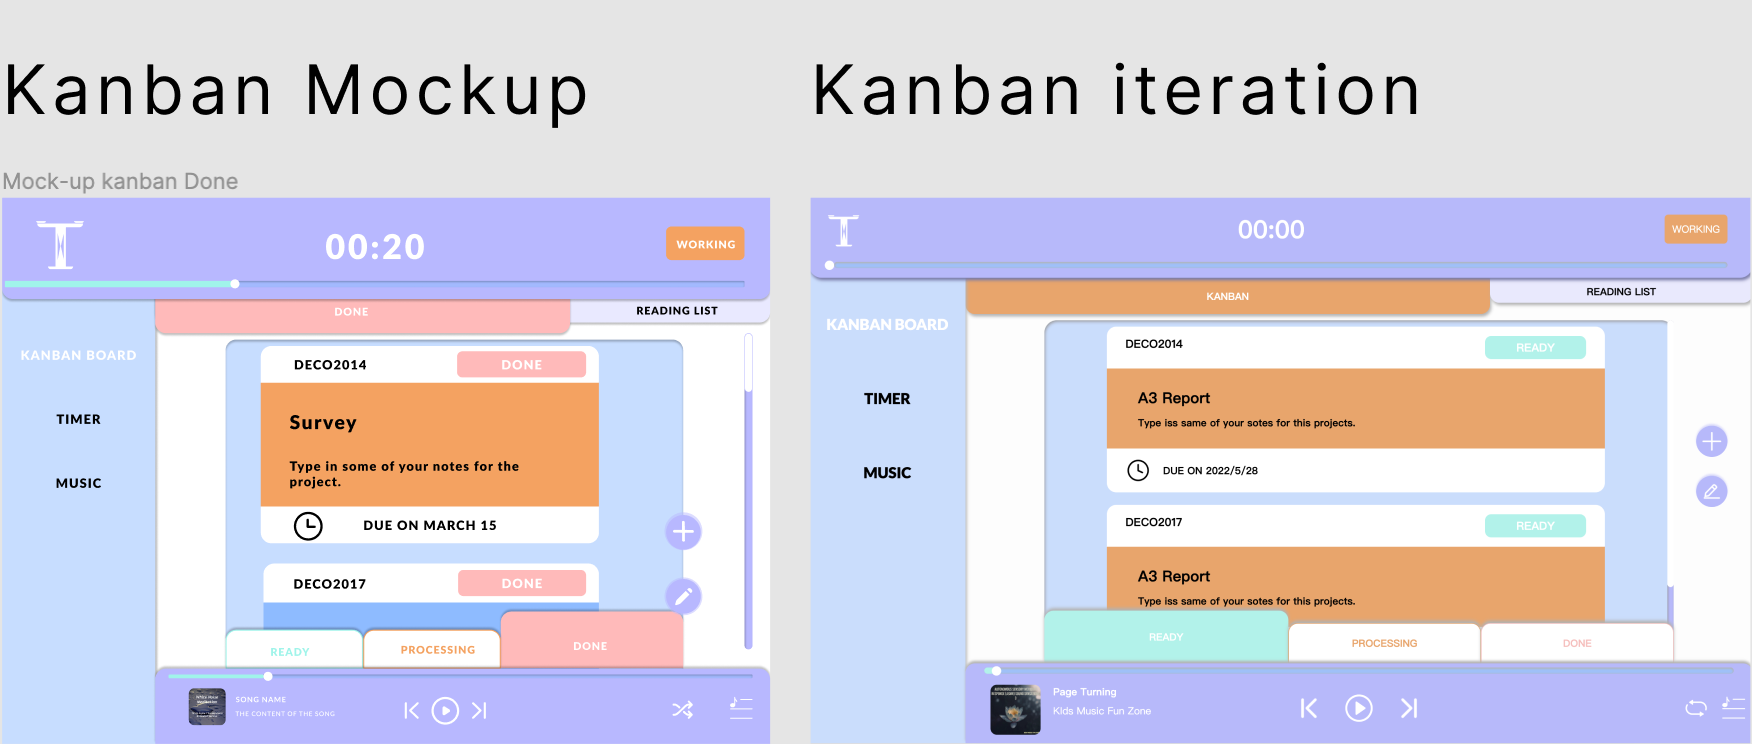 Kanban Mockup
Kanban iteration
Mock-up kanban Done
00:20
WORKING
DONE
READING LIST
KANBAN BOARD
TIMER
MUSIC
DECO2014
DONE
Survey
Type in some of your notes for the
project.
DUE ON MARCH 15
DECO2017
DONE
READY
PROCESSING
DONE
SONG NAME
THE CONTENT OF THE SONG
00:00
WORKING
KANBAN
READING LIST
KANBAN BOARD
TIMER
MUSIC
DECO2014
READY
A3 Report
Type iss same of your sotes for this projects.
DUE ON 2022/5/28
DECO2017
READY
A3 Report
Type iss same of your sotes for this projects.
READY
PROCESSING
DONE
Page Turning
Kids Music Fun Zone